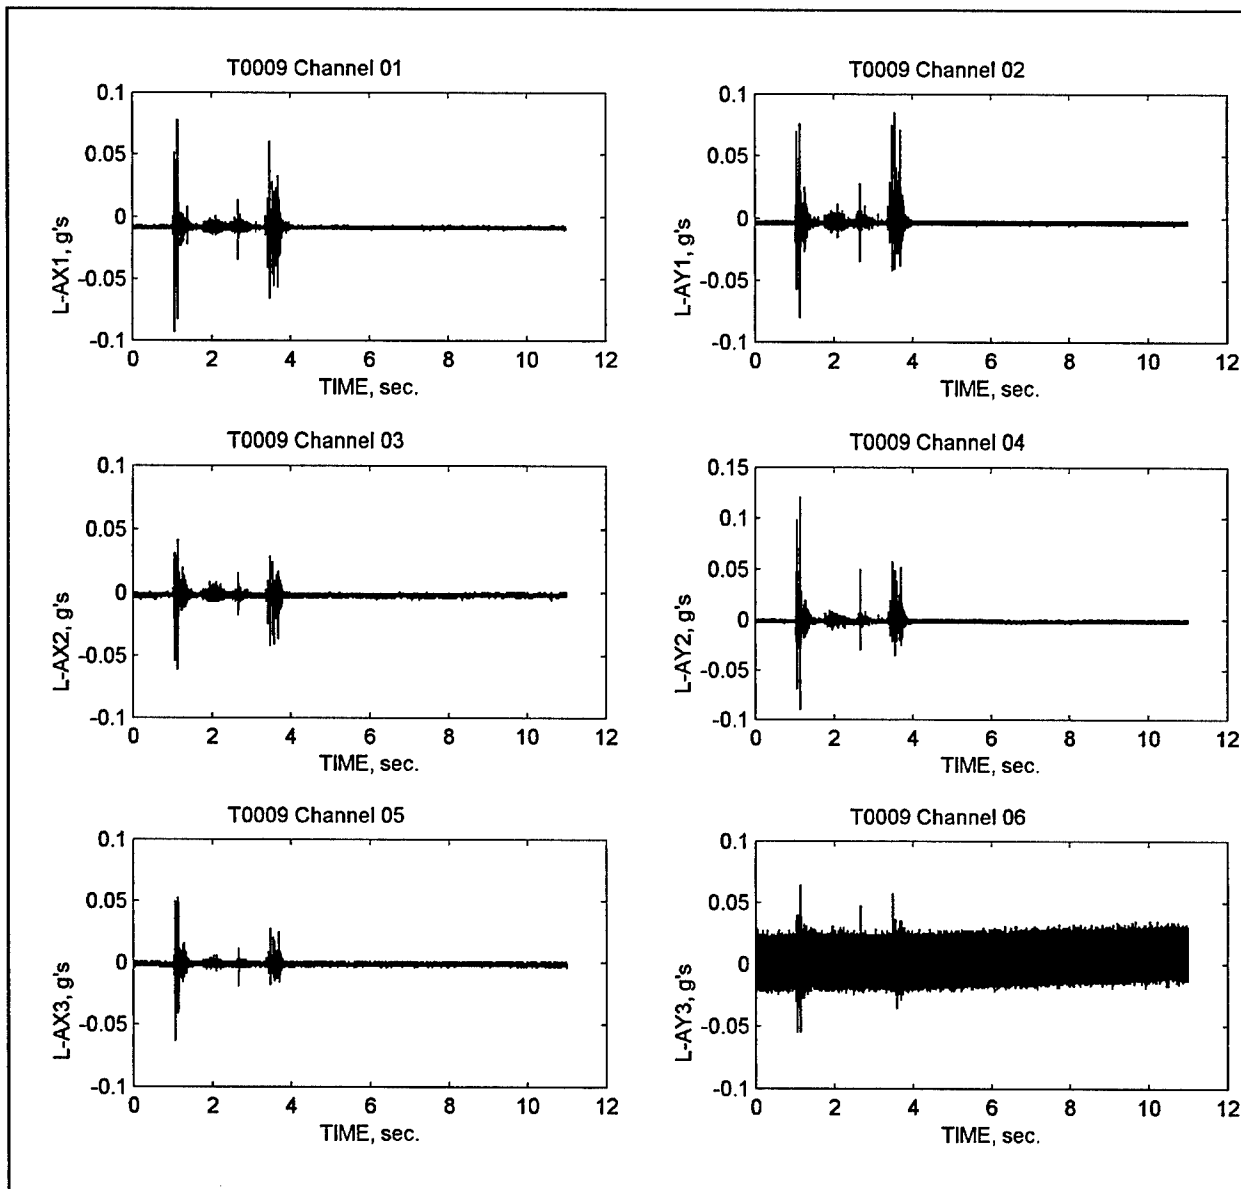 T0009 Channel 01
0.1
0.05
0
-0.05
-0.1
L-AX1, g's
0 2 4 6 8 10 12
TIME, sec.
T0009 Channel 02
0.1
0.05
0
-0.05
-0.1
L-AY1, g's
0 2 4 6 8 10 12
TIME, sec.
T0009 Channel 03
0.1
0.05
0
-0.05
-0.1
L-AX2, g's
0 2 4 6 8 10 12
TIME, sec.
T0009 Channel 04
0.15
0.1
0.05
0
-0.05
-0.1
L-AY2, g's
0 2 4 6 8 10 12
TIME, sec.
T0009 Channel 05
0.1
0.05
0
-0.05
-0.1
L-AX3, g's
0 2 4 6 8 10 12
TIME, sec.
T0009 Channel 06
0.1
0.05
0
-0.05
-0.1
L-AY3, g's
0 2 4 6 8 10 12
TIME, sec.